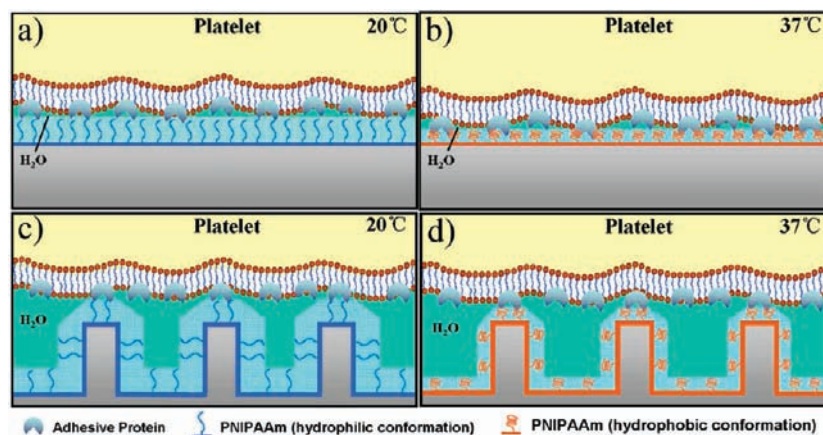 a) Platelet 20℃
b) Platelet 37℃
H₂O
H₂O
c) Platelet 20℃
d) Platelet 37℃
H₂O
H₂O
Adhesive Protein PNIPAAm (hydrophilic conformation) PNIPAAm (hydrophobic conformation)